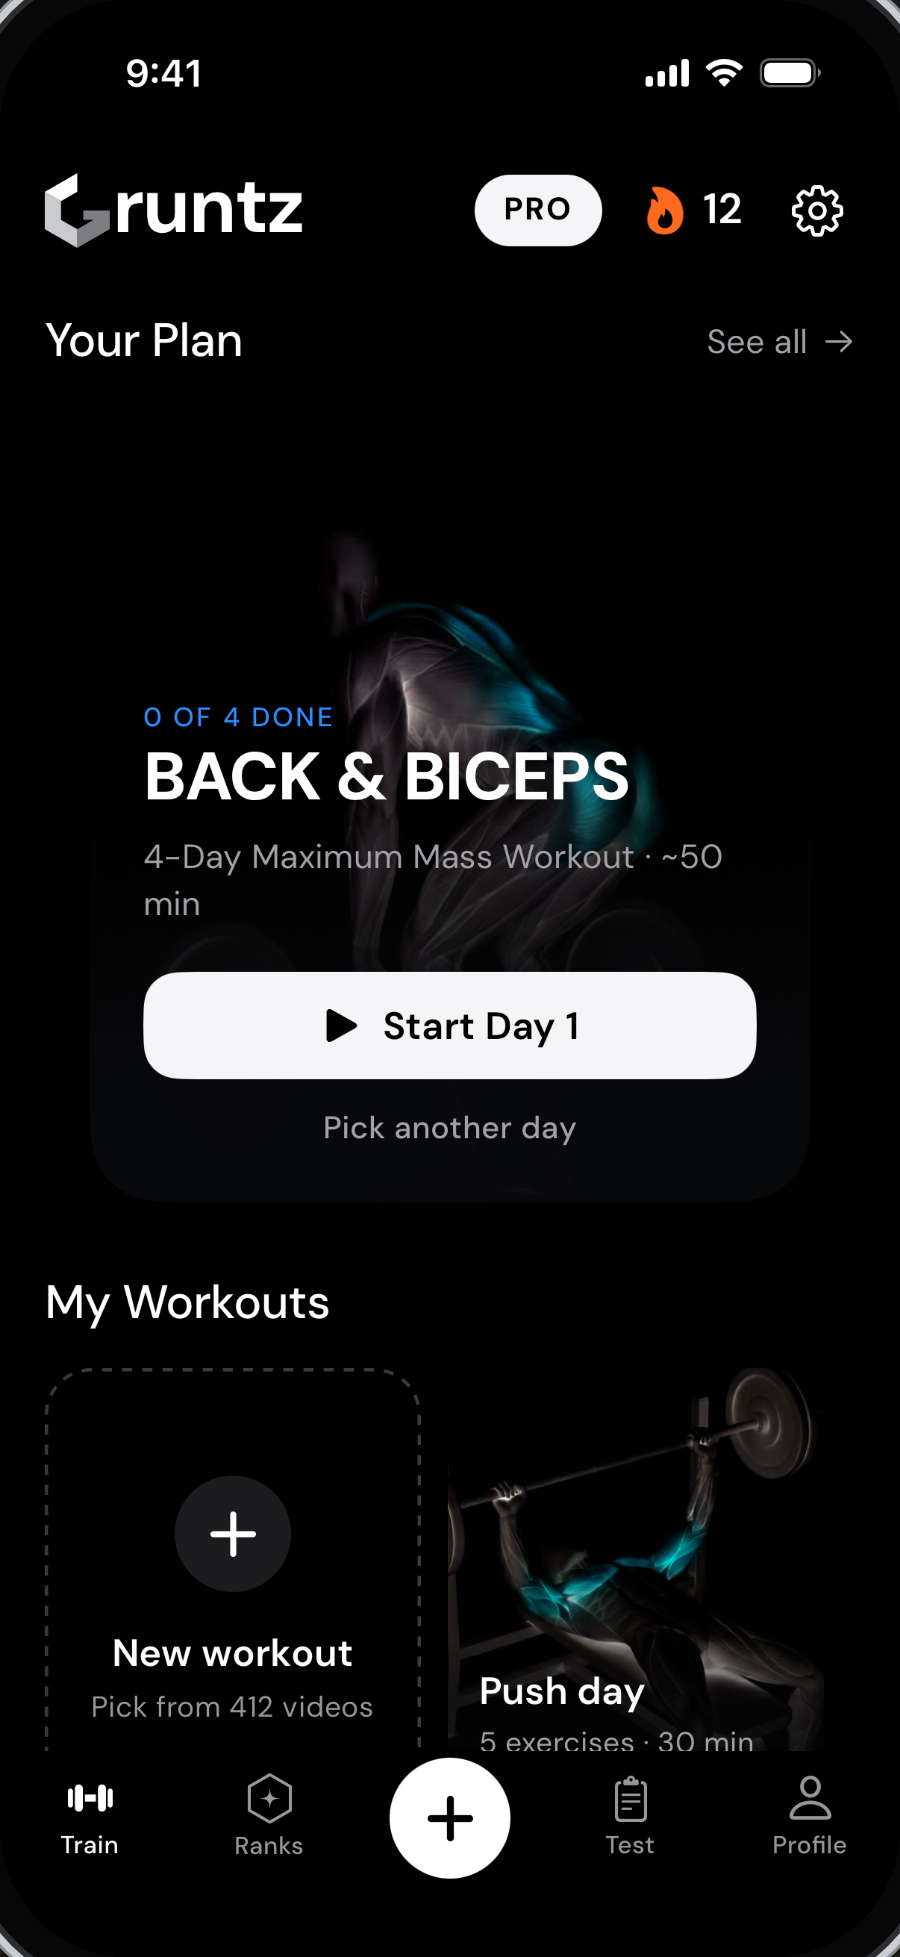 9:41
Gruntz
PRO
12
Your Plan
See all →
0 OF 4 DONE
BACK & BICEPS
4-Day Maximum Mass Workout · ~50
min
Start Day 1
Pick another day
My Workouts
New workout
Pick from 412 videos
Push day
5 exercises · 30 min
Train
Ranks
Test
Profile